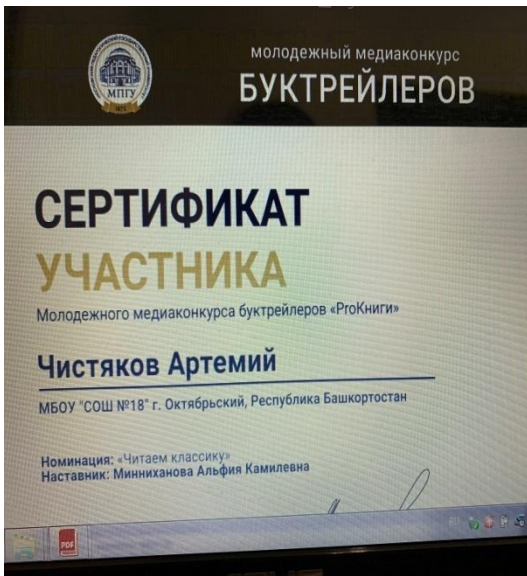 молодежный медиаконкурс
БУКТРЕЙЛЕРОВ
МПГУ
СЕРТИФИКАТ
УЧАСТНИКА
Молодежного медиаконкурса буктрейлеров «ProКниги»
Чистяков Артемий
МБОУ "СОШ №18" г. Октябрьский, Республика Башкортостан
Номинация: «Читаем классику»
Наставник: Минниханова Альфия Камилевна
PDF
RU